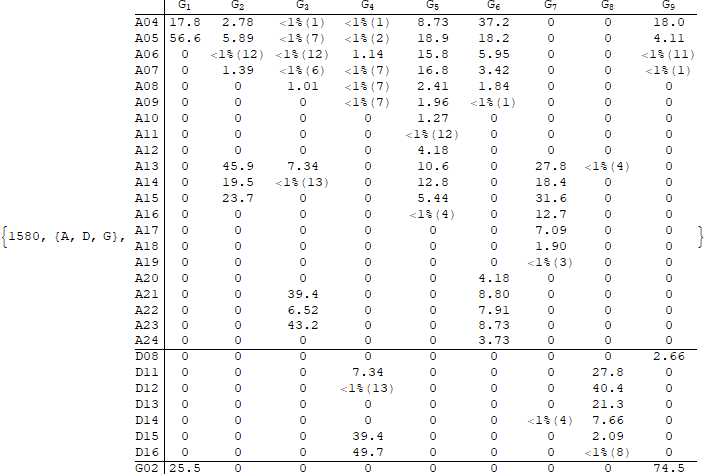 G1 G2 G3 G4 G5 G6 G7 G8 G9
A04 17.8 2.78 <1%(1) <1%(1) 8.73 37.2 0 0 18.0
A05 56.6 5.89 <1%(7) <1%(2) 18.9 18.2 0 0 4.11
A06 0 <1%(12) <1%(12) 1.14 15.8 5.95 0 0 <1%(11)
A07 0 1.39 <1%(6) <1%(7) 16.8 3.42 0 0 <1%(1)
A08 0 0 1.01 <1%(7) 2.41 1.84 0 0 0
A09 0 0 0 <1%(7) 1.96 <1%(1) 0 0 0
A10 0 0 0 0 1.27 0 0 0 0
A11 0 0 0 0 <1%(12) 0 0 0 0
A12 0 0 0 0 4.18 0 0 0 0
A13 0 45.9 7.34 0 10.6 0 27.8 <1%(4) 0
A14 0 19.5 <1%(13) 0 12.8 0 18.4 0 0
A15 0 23.7 0 0 5.44 0 31.6 0 0
A16 0 0 0 0 <1%(4) 0 12.7 0 0
{1580, {A, D, G}, A17 0 0 0 0 0 0 7.09 0 0 }
A18 0 0 0 0 0 0 1.90 0 0
A19 0 0 0 0 0 0 <1%(3) 0 0
A20 0 0 0 0 0 4.18 0 0 0
A21 0 0 39.4 0 0 8.80 0 0 0
A22 0 0 6.52 0 0 7.91 0 0 0
A23 0 0 43.2 0 0 8.73 0 0 0
A24 0 0 0 0 0 3.73 0 0 0
D08 0 0 0 0 0 0 0 0 2.66
D11 0 0 0 7.34 0 0 0 27.8 0
D12 0 0 0 <1%(13) 0 0 0 40.4 0
D13 0 0 0 0 0 0 0 21.3 0
D14 0 0 0 0 0 0 <1%(4) 7.66 0
D15 0 0 0 39.4 0 0 0 2.09 0
D16 0 0 0 49.7 0 0 0 <1%(8) 0
G02 25.5 0 0 0 0 0 0 0 74.5